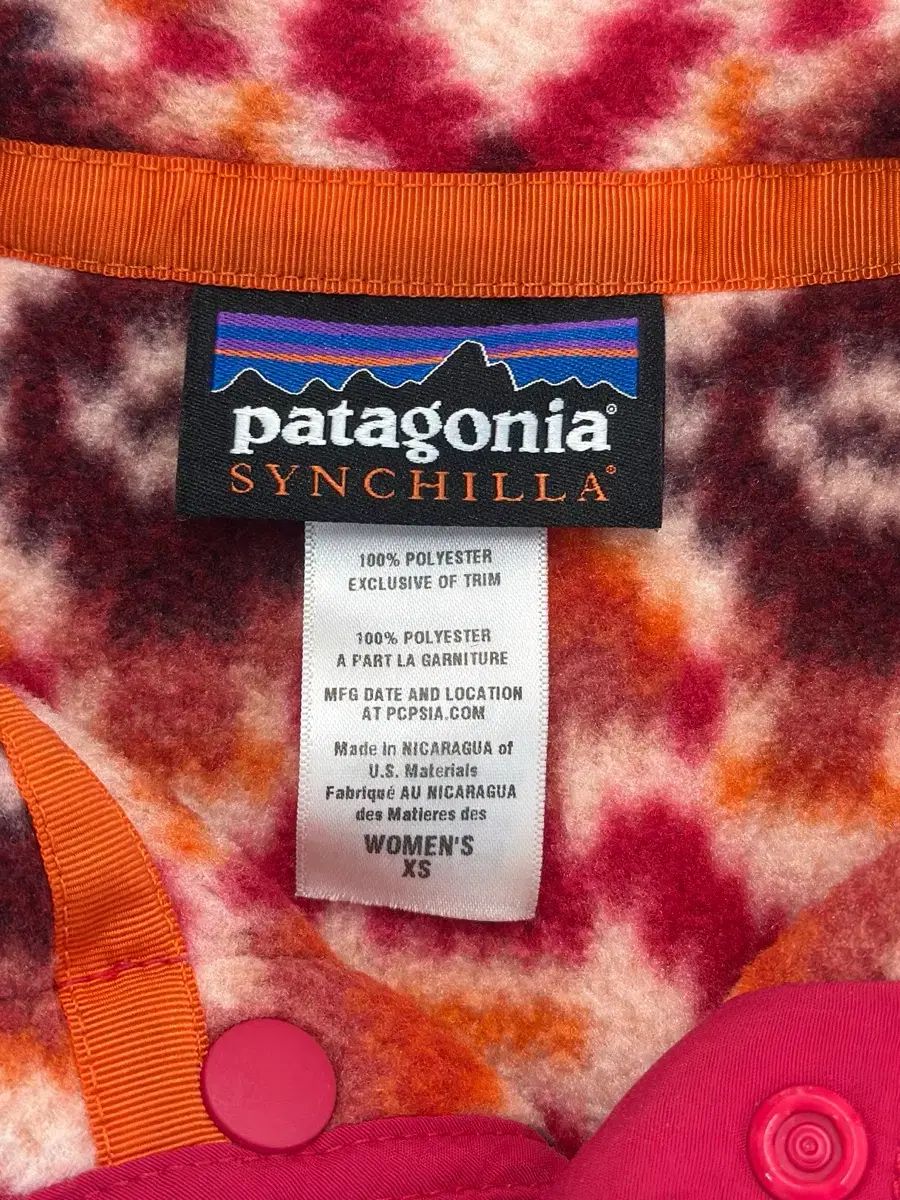 patagonia®
SYNCHILLA®
100% POLYESTER
EXCLUSIVE OF TRIM
100% POLYESTER
A PART LA GARNITURE
MFG DATE AND LOCATION
AT PCPSIA.COM
Made in NICARAGUA of
U.S. Materials
Fabriqué AU NICARAGUA
des Matieres des
WOMEN'S
XS